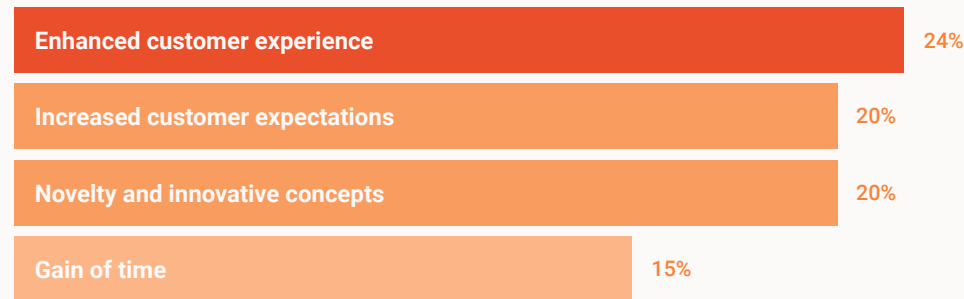 Enhanced customer experience 24%
Increased customer expectations 20%
Novelty and innovative concepts 20%
Gain of time 15%